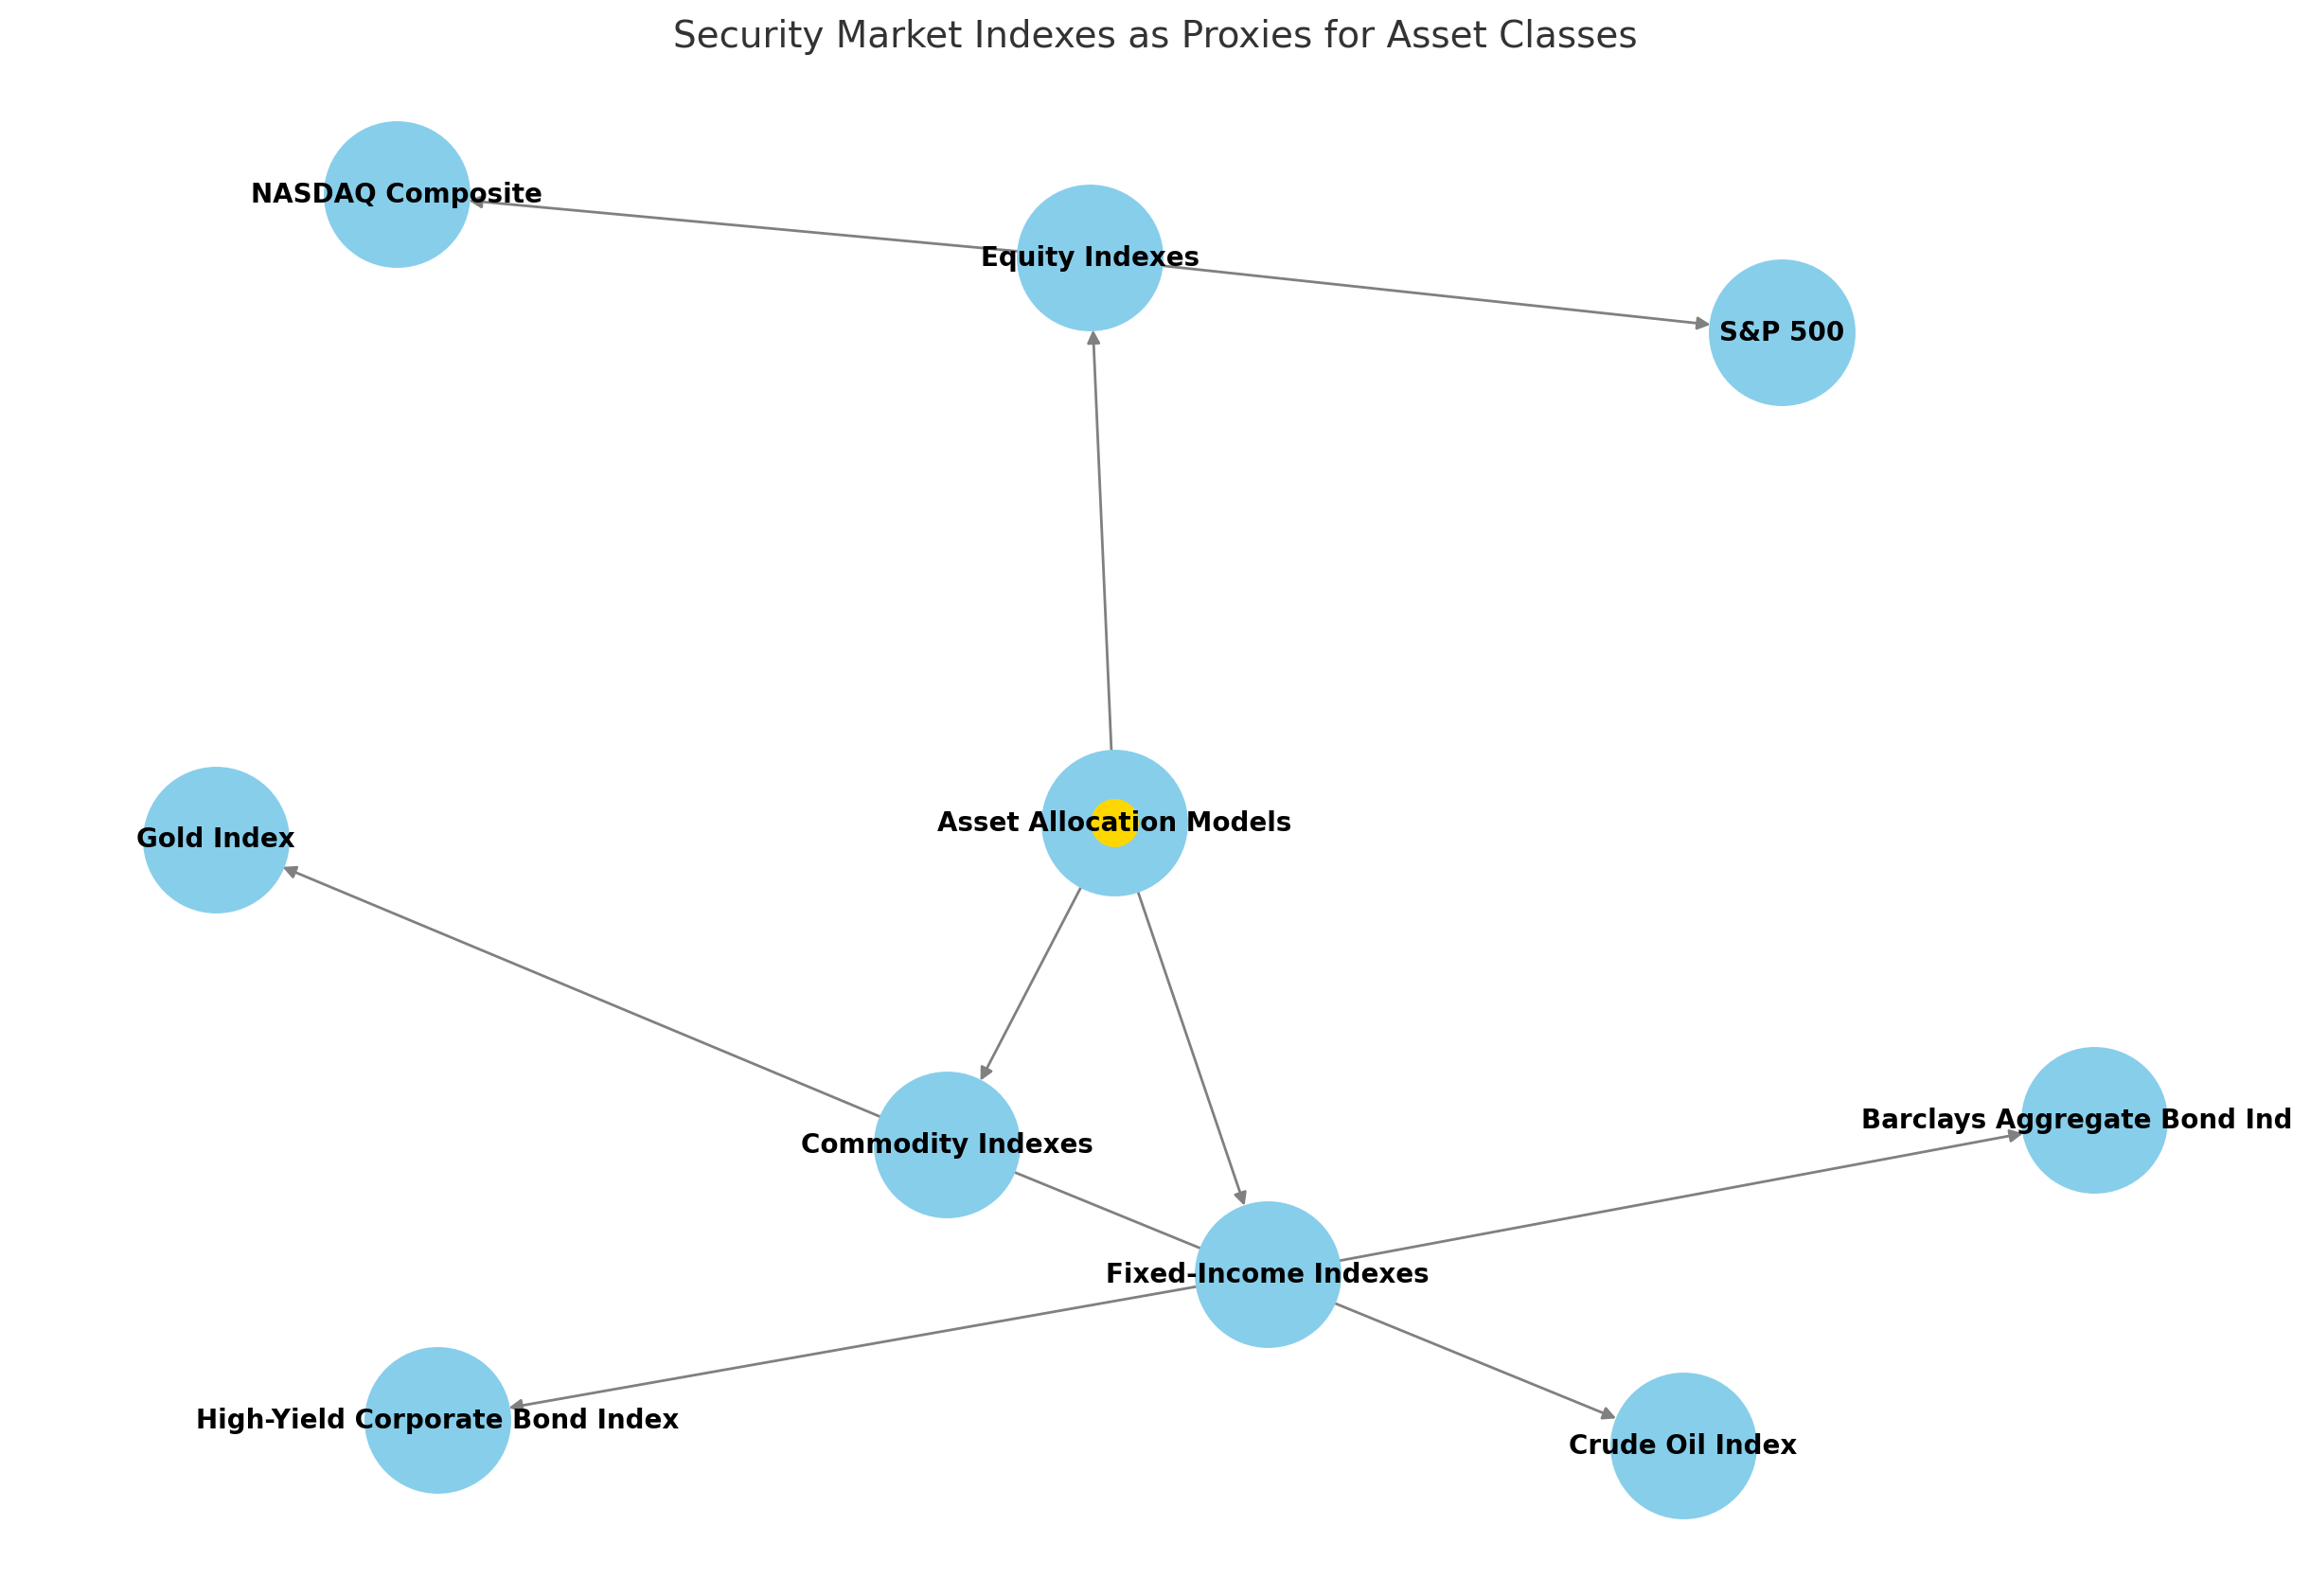 Security Market Indexes as Proxies for Asset Classes
NASDAQ Composite
Equity Indexes
S&P 500
Asset Allocation Models
Gold Index
Commodity Indexes
Barclays Aggregate Bond Ind
Fixed-Income Indexes
High-Yield Corporate Bond Index
Crude Oil Index